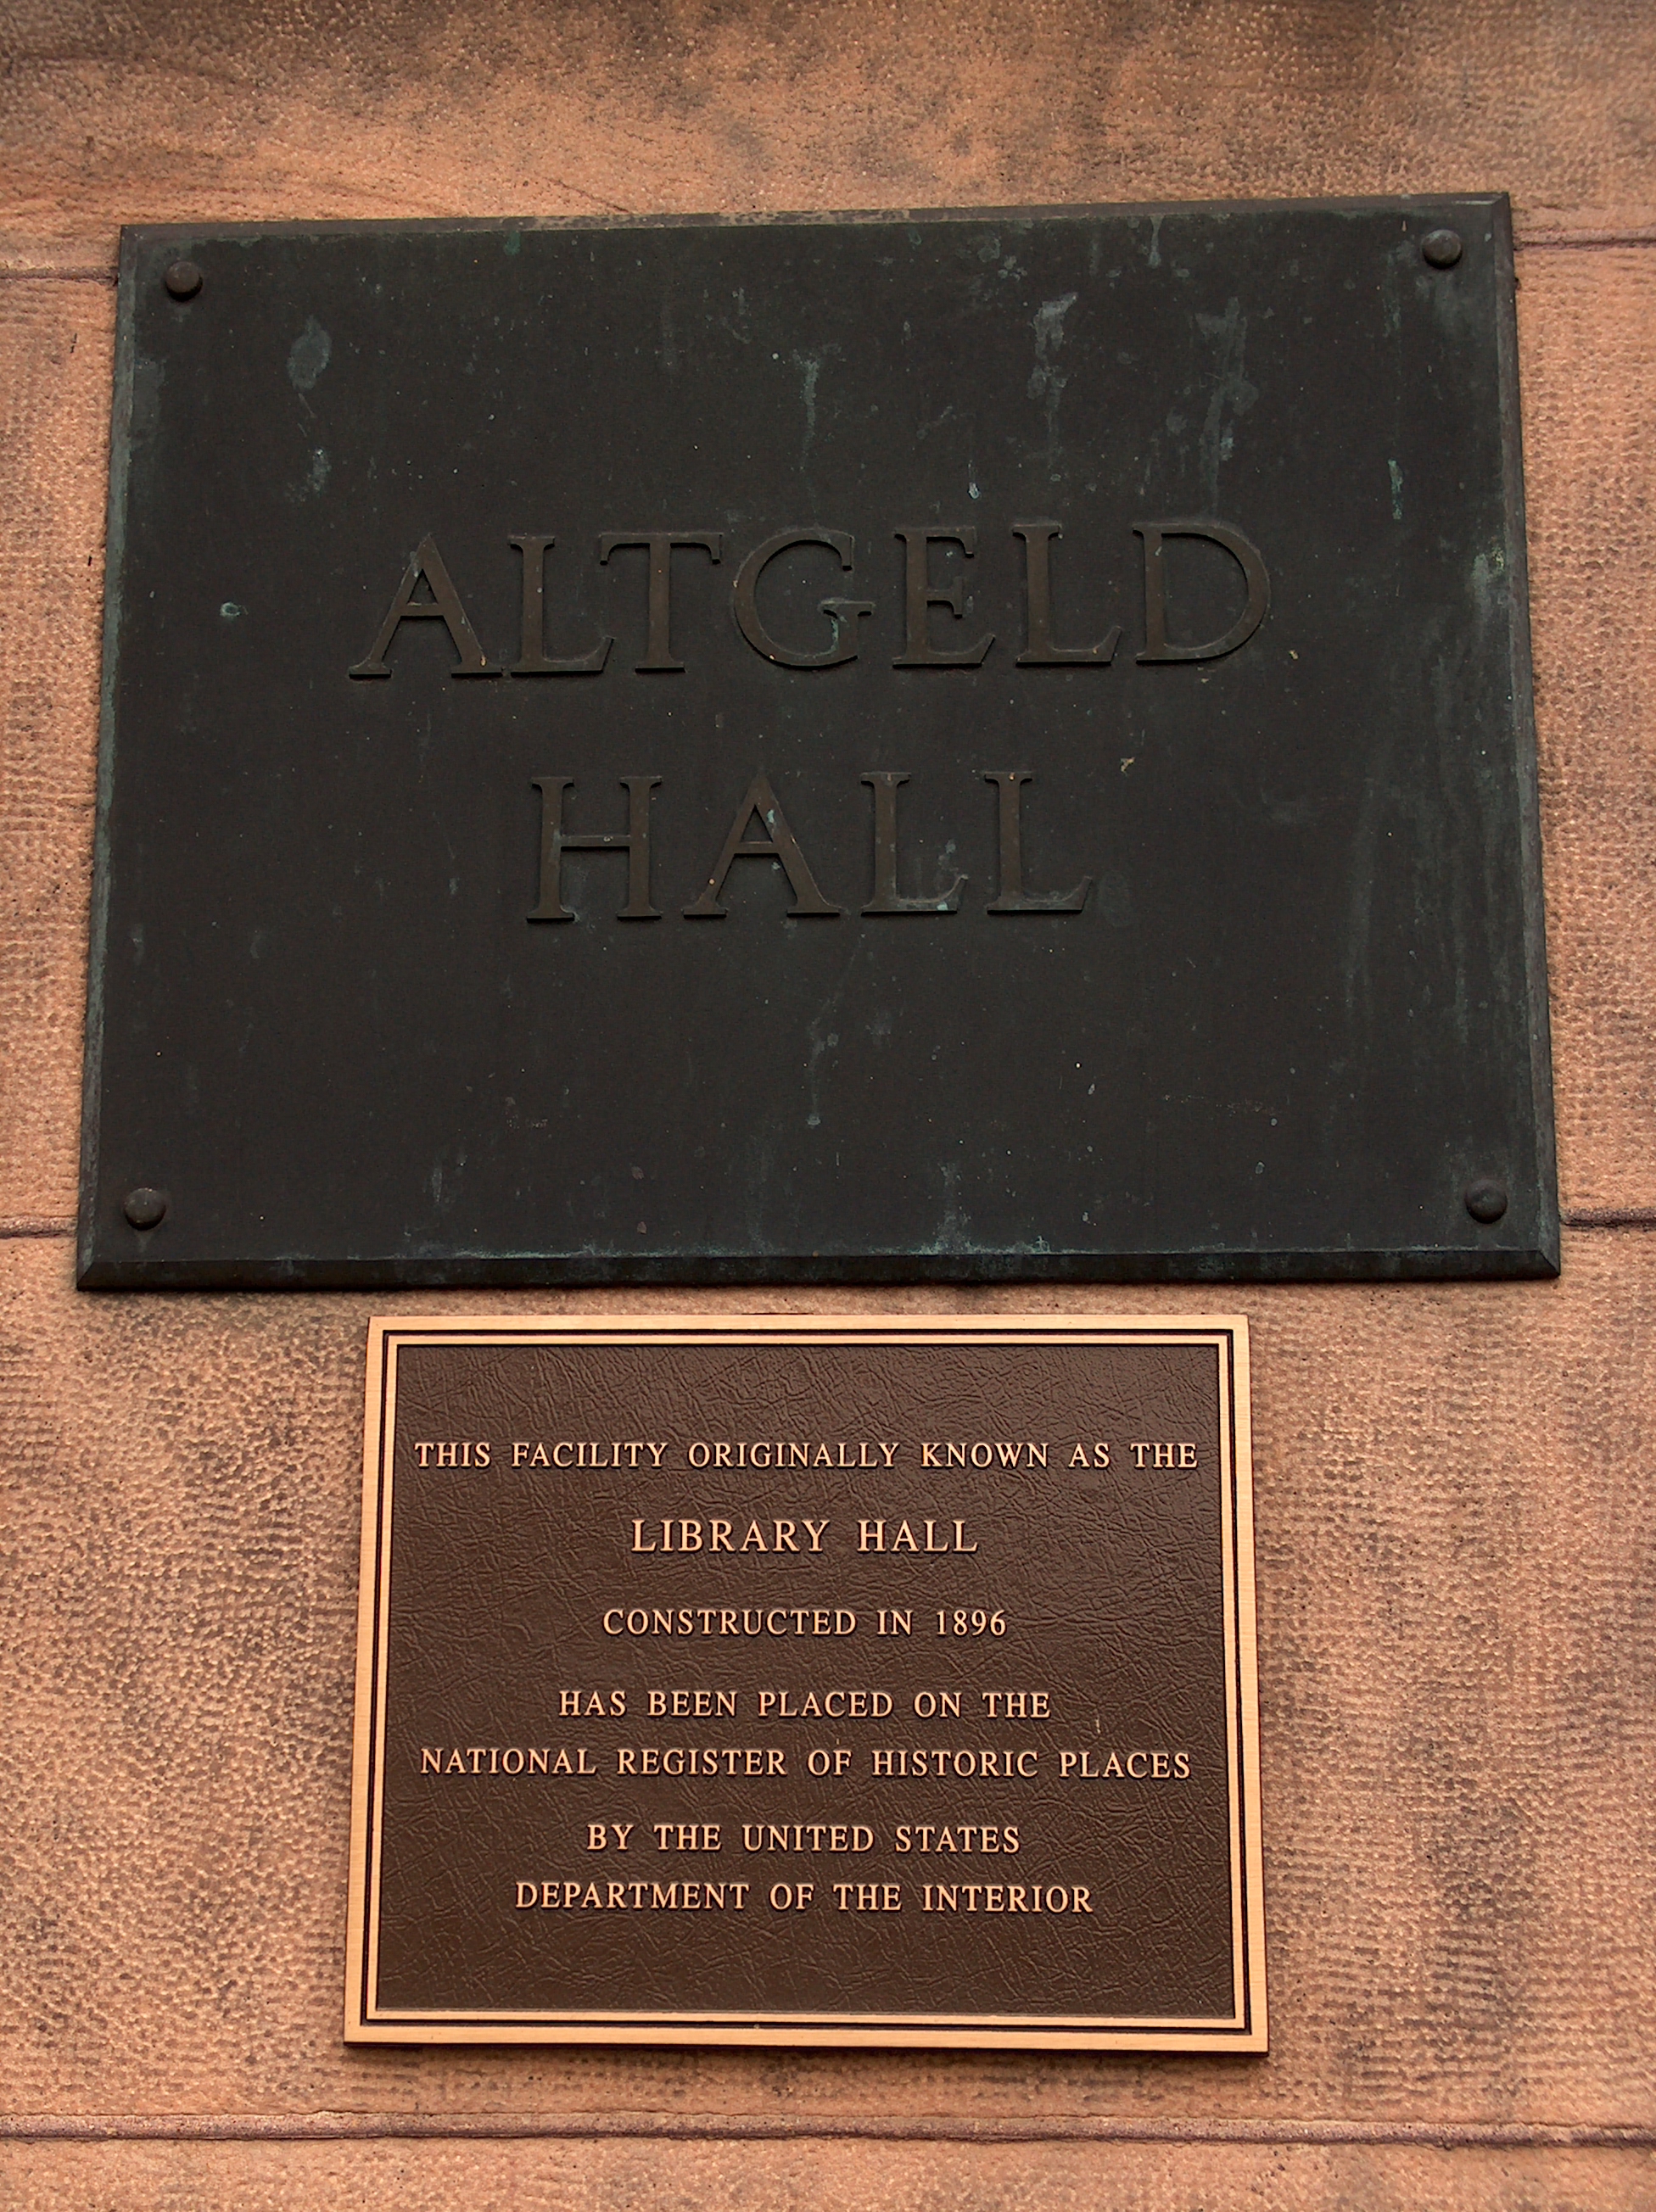 ALTGELD
HALL
THIS FACILITY ORIGINALLY KNOWN AS THE
LIBRARY HALL
CONSTRUCTED IN 1896
HAS BEEN PLACED ON THE
NATIONAL REGISTER OF HISTORIC PLACES
BY THE UNITED STATES
DEPARTMENT OF THE INTERIOR